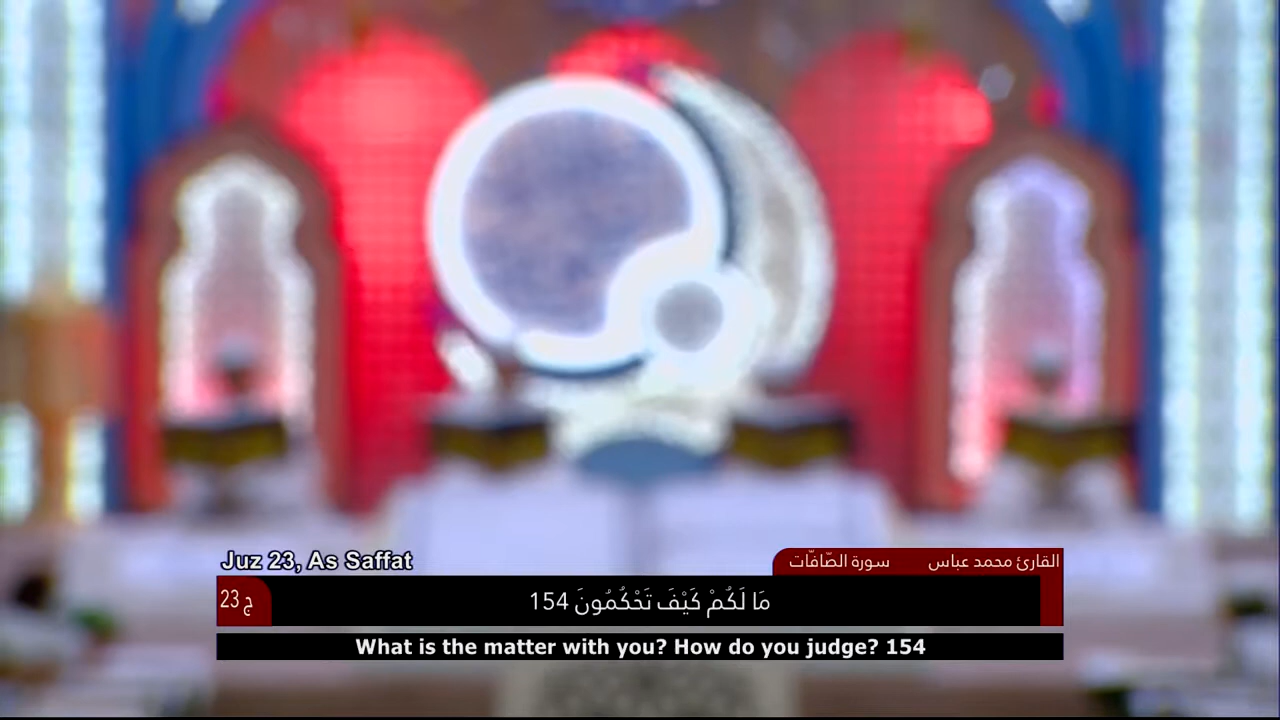 Juz 23, As Saffat
القارئ محمد عباس سورة الصّافّات
ج 23
مَا لَكُمْ كَيْفَ تَحْكُمُونَ 154
What is the matter with you? How do you judge? 154